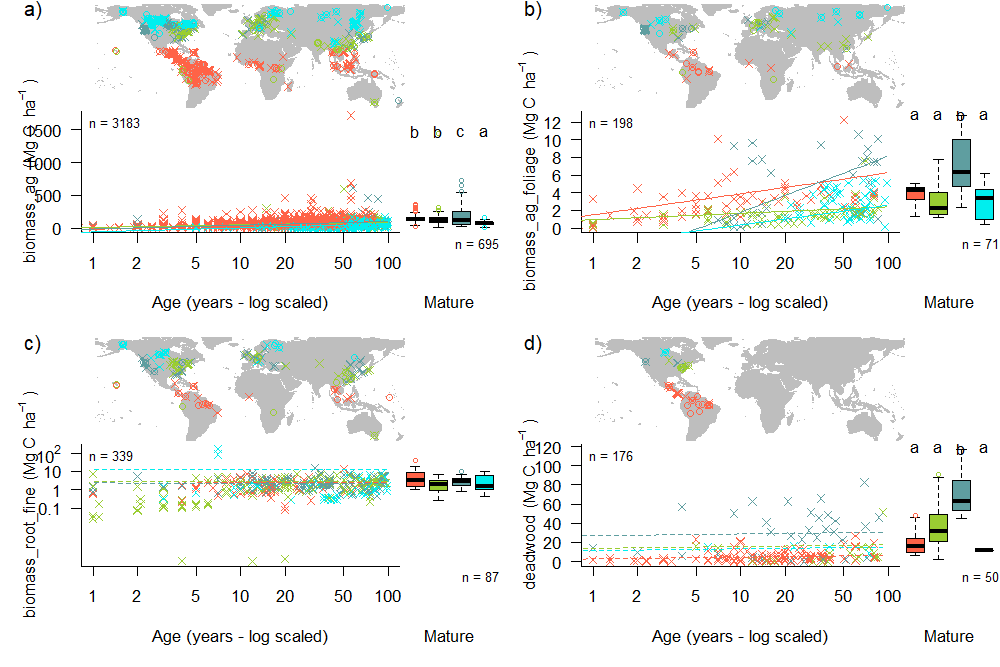 a)
biomass_ag (Mg C ha⁻¹)
n = 3183
1500
1000
500
0
b b c a
n = 695
1 2 5 10 20 50 100
Age (years - log scaled)
Mature
b)
biomass_ag_foliage (Mg C ha⁻¹)
n = 198
12
10
8
6
4
2
0
a a b a
n = 71
1 2 5 10 20 50 100
Age (years - log scaled)
Mature
c)
biomass_root_fine (Mg C ha⁻¹)
n = 339
10²
10
1
0.1
n = 87
1 2 5 10 20 50 100
Age (years - log scaled)
Mature
d)
deadwood (Mg C ha⁻¹)
n = 176
120
100
80
60
40
20
0
a a b a
n = 50
1 2 5 10 20 50 100
Age (years - log scaled)
Mature